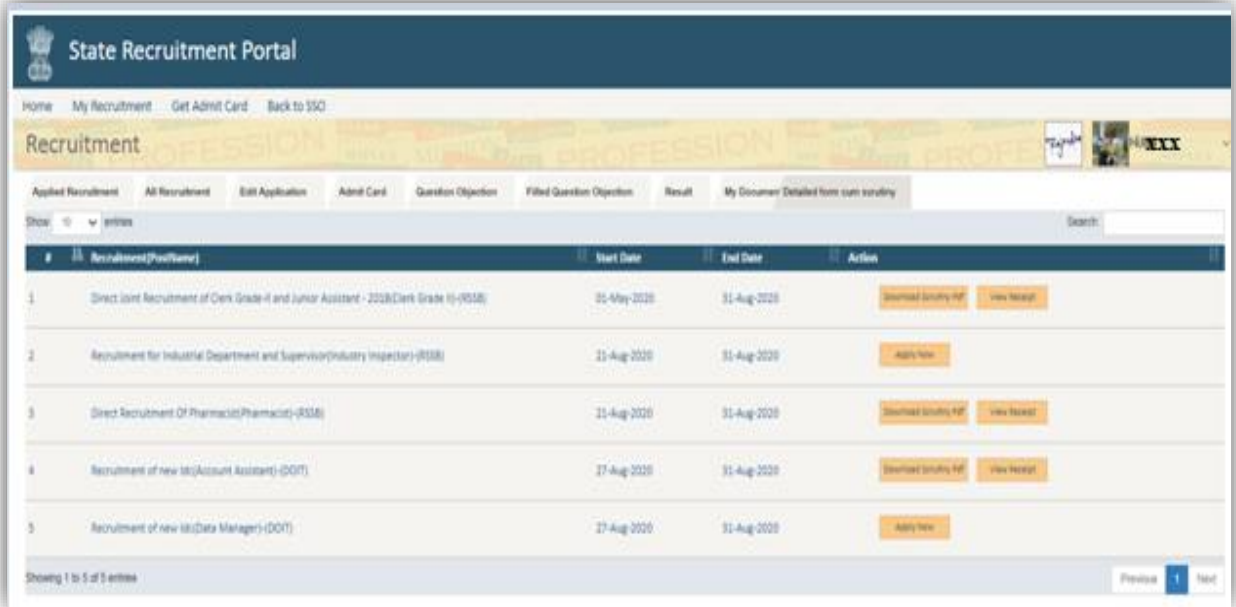 State Recruitment Portal
Home My Recruitment Get Admit Card Back to SSO
Recruitment
PROFESSION PROFESSION
xxx
Applied Recruitment All Recruitment Edit Application Admit Card Question Objection Filled Question Objection Result My Documen Detailed form cum scrutiny
Show 10 entries Search:
# Recruitment(PostName) Start Date End Date Action
1 Direct Joint Recruitment of Clerk Grade-II and Junior Assistant - 2018(Clerk Grade II)-(RSSB) 01-May-2020 31-Aug-2020 Download Scrutiny Pdf View Receipt
2 Recruitment for Industrial Department and Supervisor(Industry Inspector)-(RSSB) 21-Aug-2020 31-Aug-2020 Apply Now
3 Direct Recruitment Of Pharmacist(Pharmacist)-(RSSB) 21-Aug-2020 31-Aug-2020 Download Scrutiny Pdf View Receipt
4 Recruitment of new ldc(Account Assistant)-(DOIT) 27-Aug-2020 31-Aug-2020 Download Scrutiny Pdf View Receipt
5 Recruitment of new ldc(Data Manager)-(DOIT) 27-Aug-2020 31-Aug-2020 Apply Now
Showing 1 to 5 of 5 entries Previous 1 Next